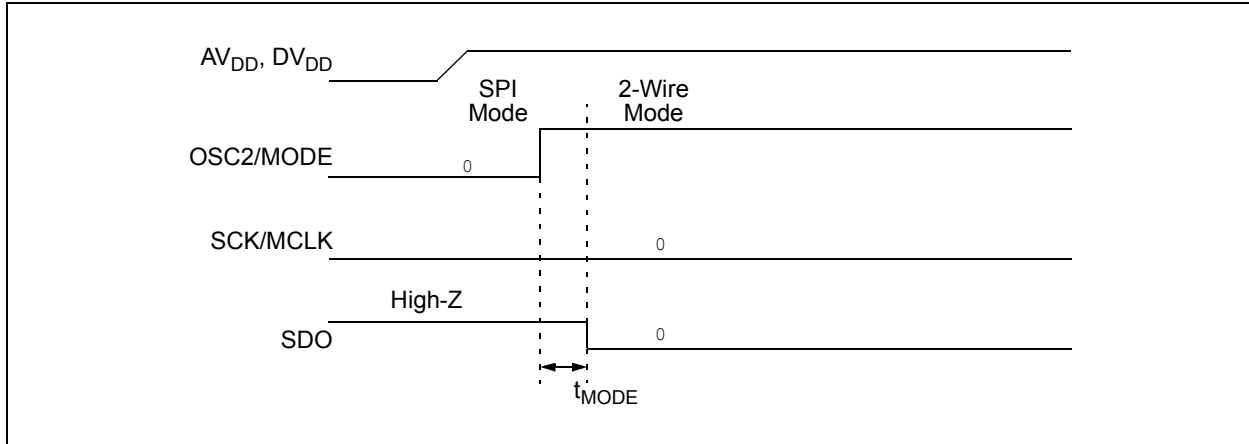 AVDD, DVDD
SPI
Mode
2-Wire
Mode
OSC2/MODE
0
SCK/MCLK
0
High-Z
SDO
0
tMODE